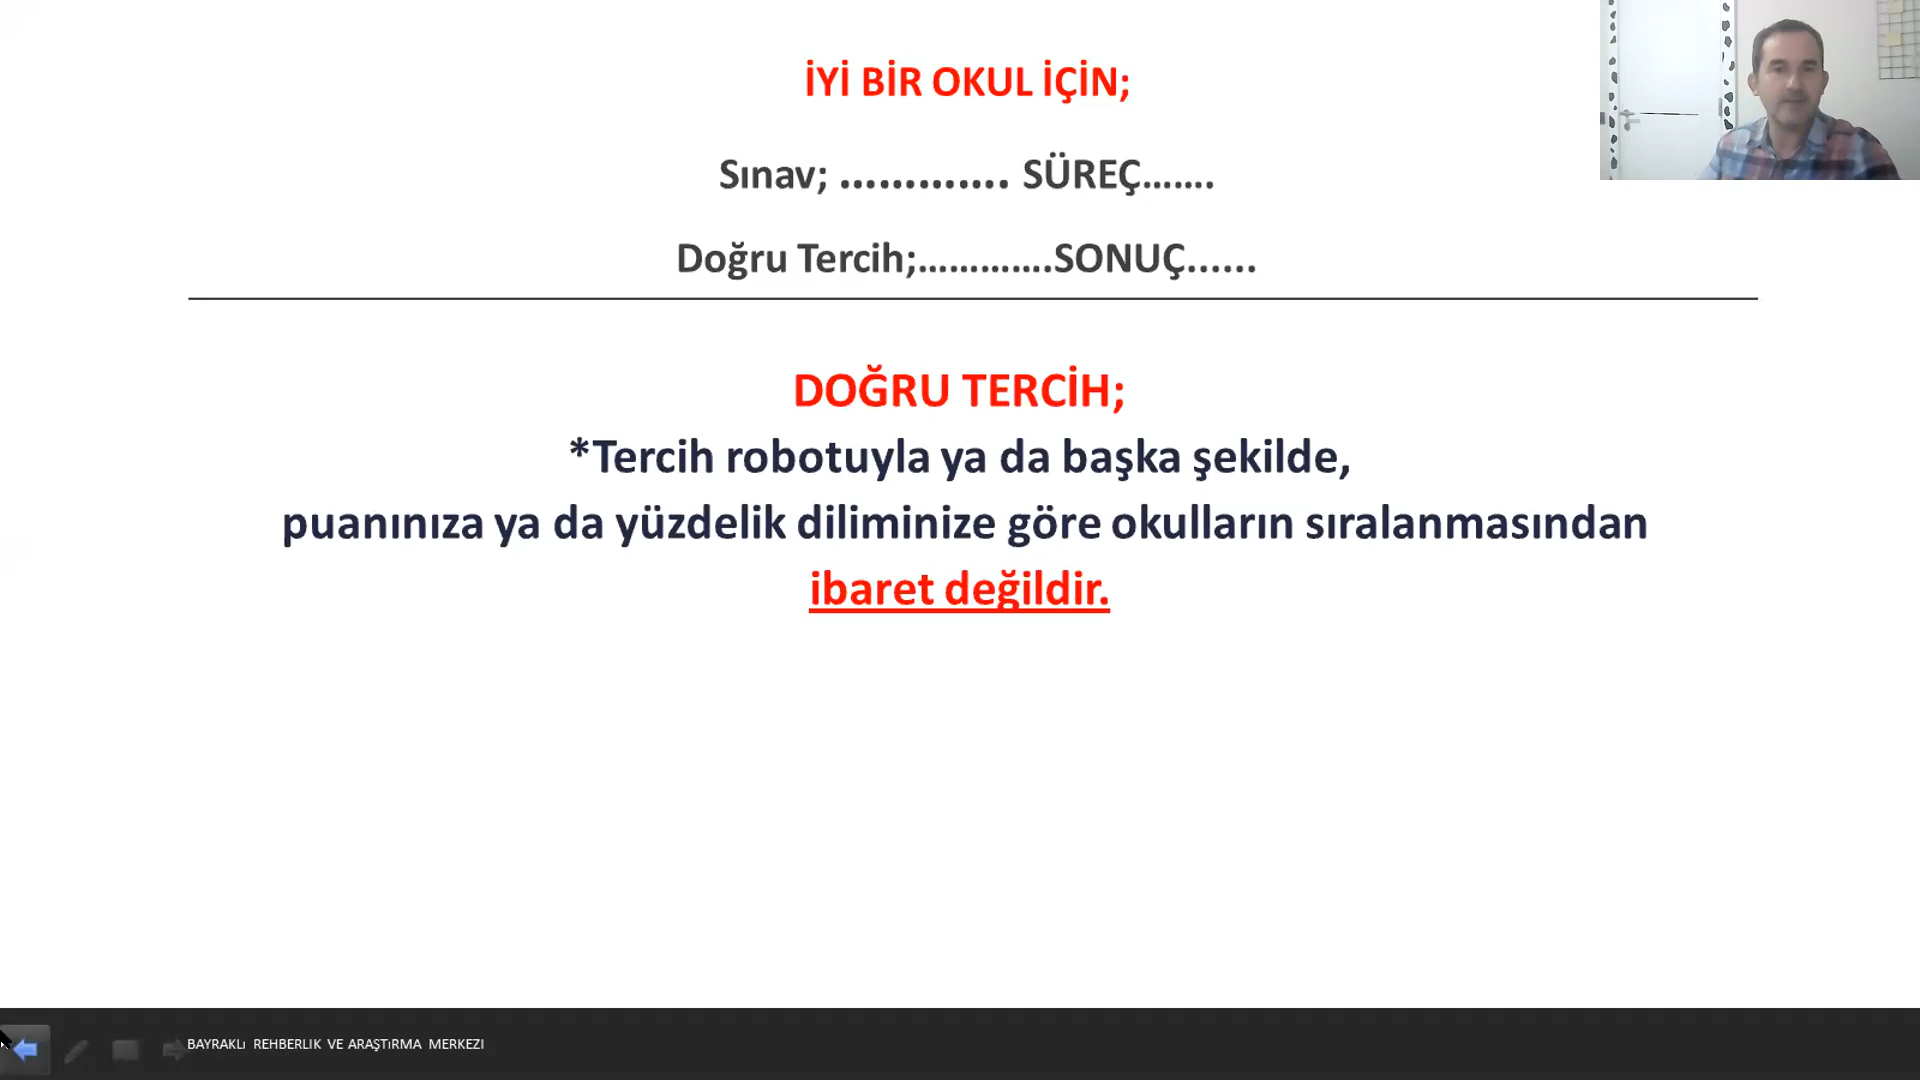 İYİ BİR OKUL İÇİN;
Sınav; ………….. SÜREÇ…….
Doğru Tercih;………….SONUÇ......
DOĞRU TERCİH;
*Tercih robotuyla ya da başka şekilde,
puanınıza ya da yüzdelik diliminize göre okulların sıralanmasından
ibaret değildir.
BAYRAKLı REHBERLIK VE ARAŞTıRMA MERKEZI